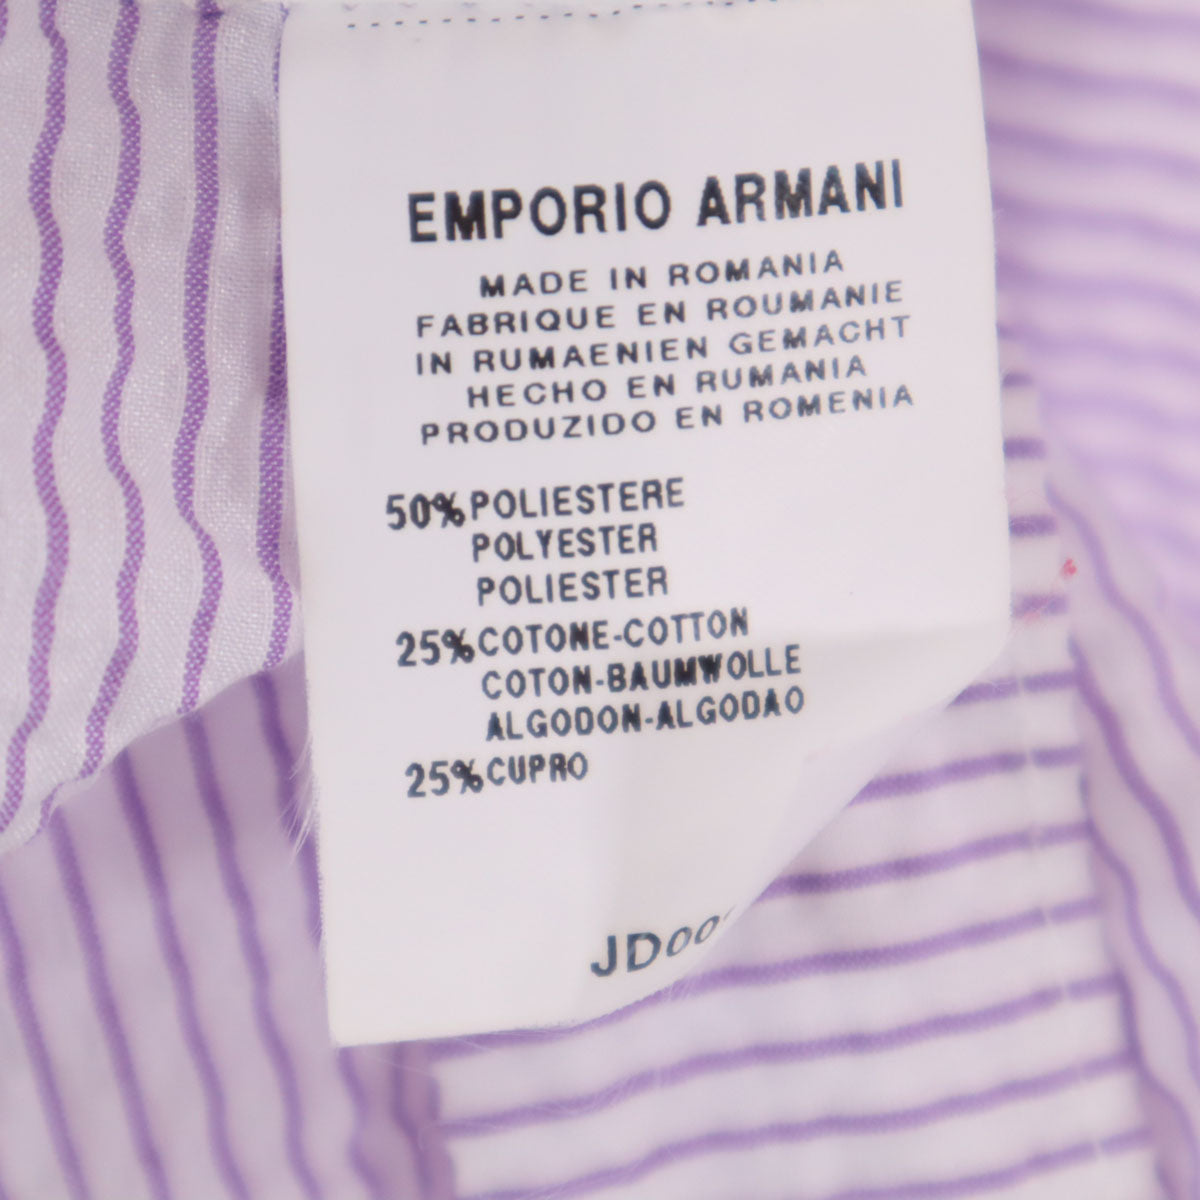 EMPORIO ARMANI
MADE IN ROMANIA
FABRIQUE EN ROUMANIE
IN RUMAENIEN GEMACHT
HECHO EN RUMANIA
PRODUZIDO EN ROMENIA
50% POLIESTERE
POLYESTER
POLIESTER
25% COTONE-COTTON
COTON-BAUMWOLLE
ALGODON-ALGODAO
25% CUPRO